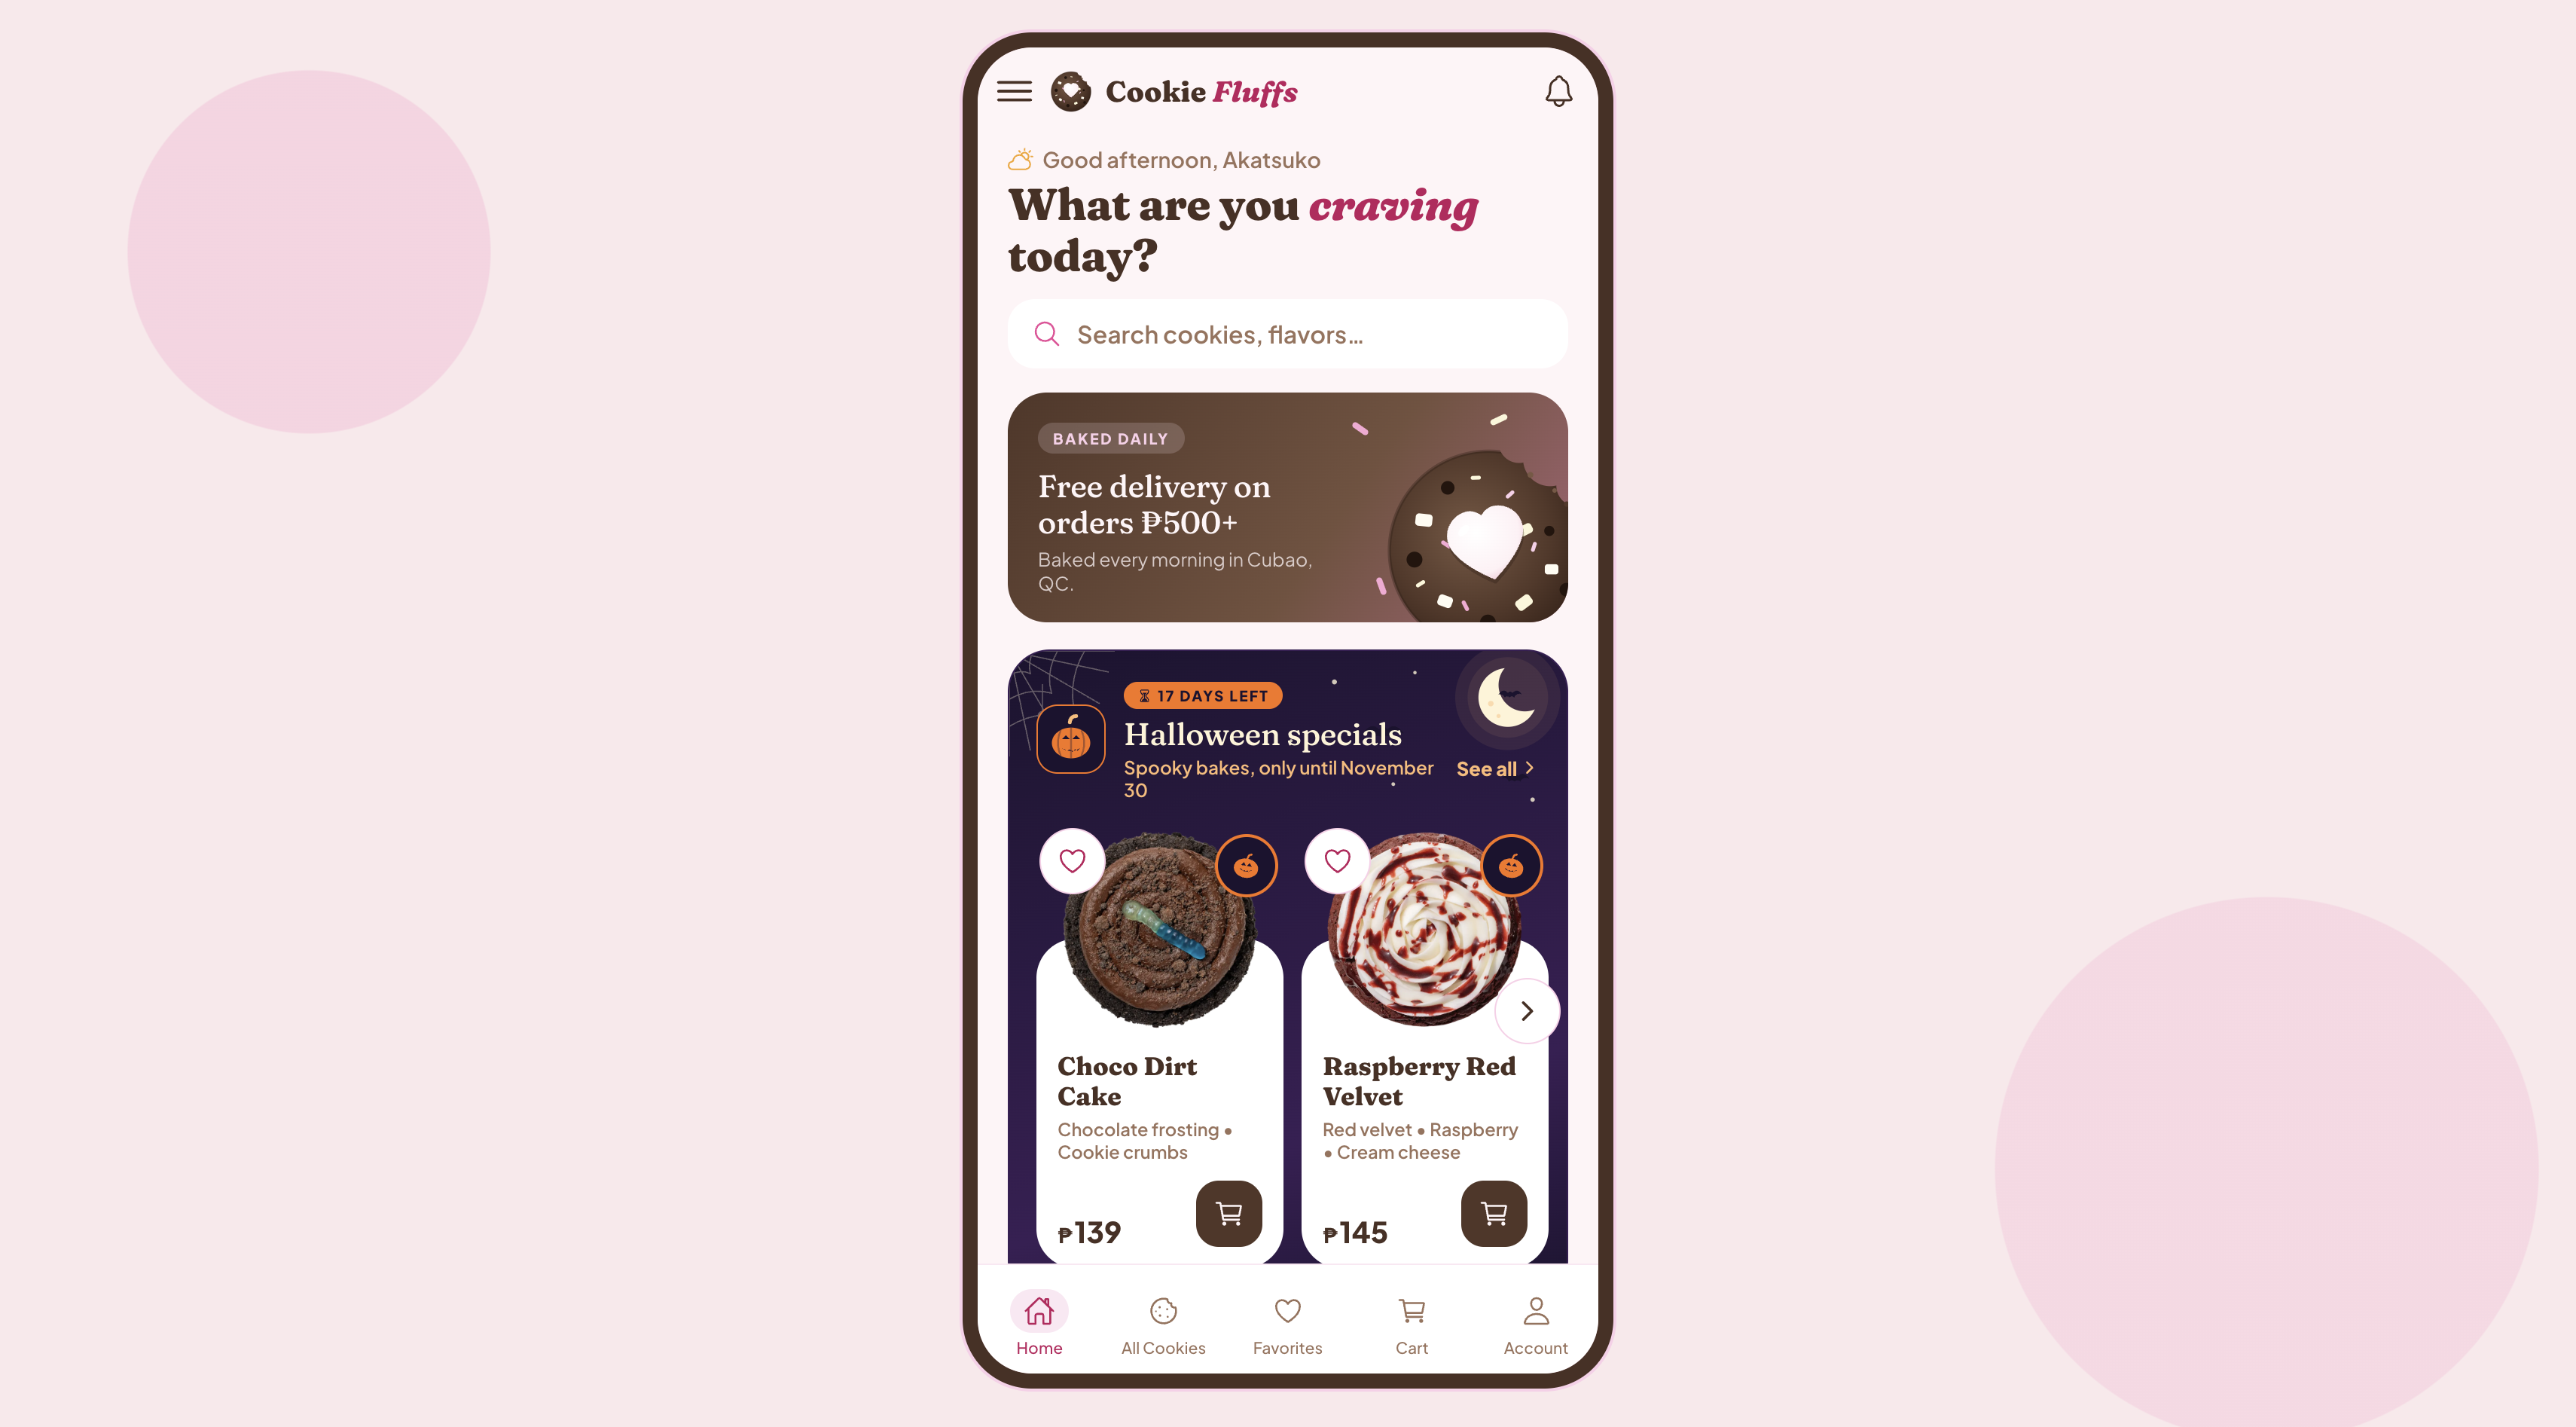 Cookie Fluffs
Good afternoon, Akatsuko
What are you craving
today?
Search cookies, flavors...
BAKED DAILY
Free delivery on
orders ₱500+
Baked every morning in Cubao,
QC.
17 DAYS LEFT
Halloween specials
Spooky bakes, only until November
30
See all
Choco Dirt
Cake
Chocolate frosting •
Cookie crumbs
₱139
Raspberry Red
Velvet
Red velvet • Raspberry
• Cream cheese
₱145
Home
All Cookies
Favorites
Cart
Account